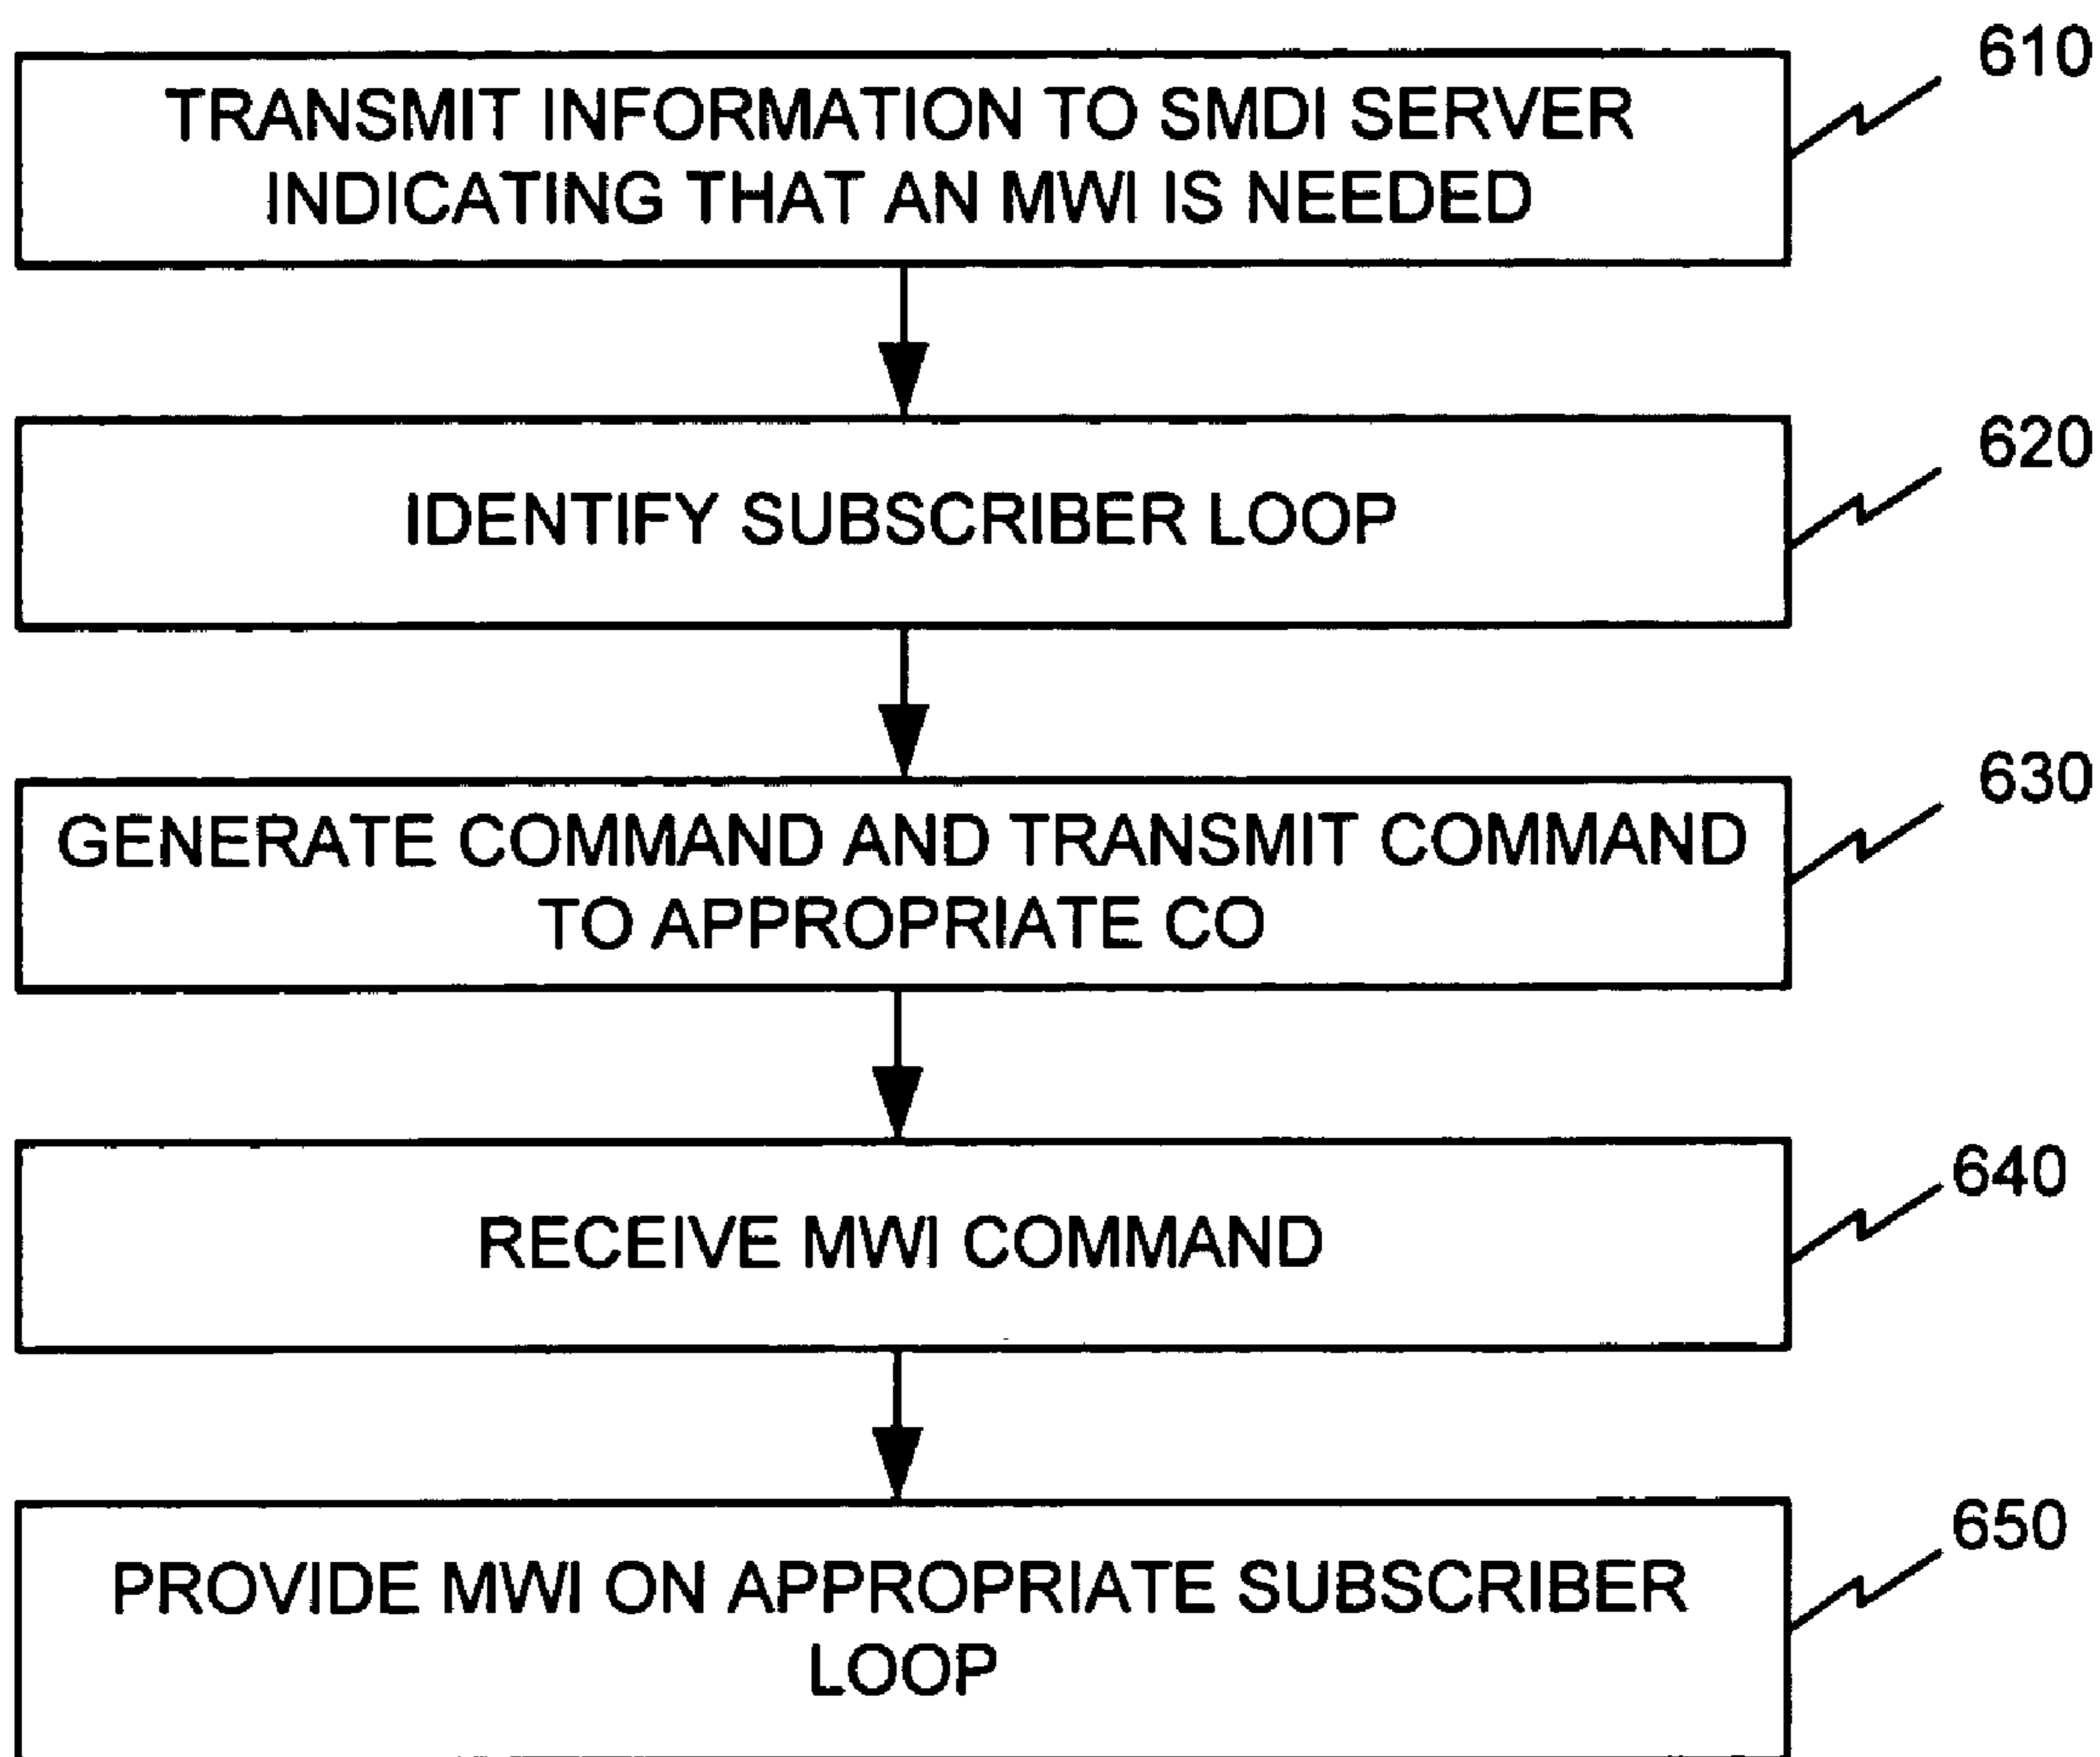 610
TRANSMIT INFORMATION TO SMDI SERVER
INDICATING THAT AN MWI IS NEEDED
620
IDENTIFY SUBSCRIBER LOOP
630
GENERATE COMMAND AND TRANSMIT COMMAND
TO APPROPRIATE CO
640
RECEIVE MWI COMMAND
650
PROVIDE MWI ON APPROPRIATE SUBSCRIBER
LOOP